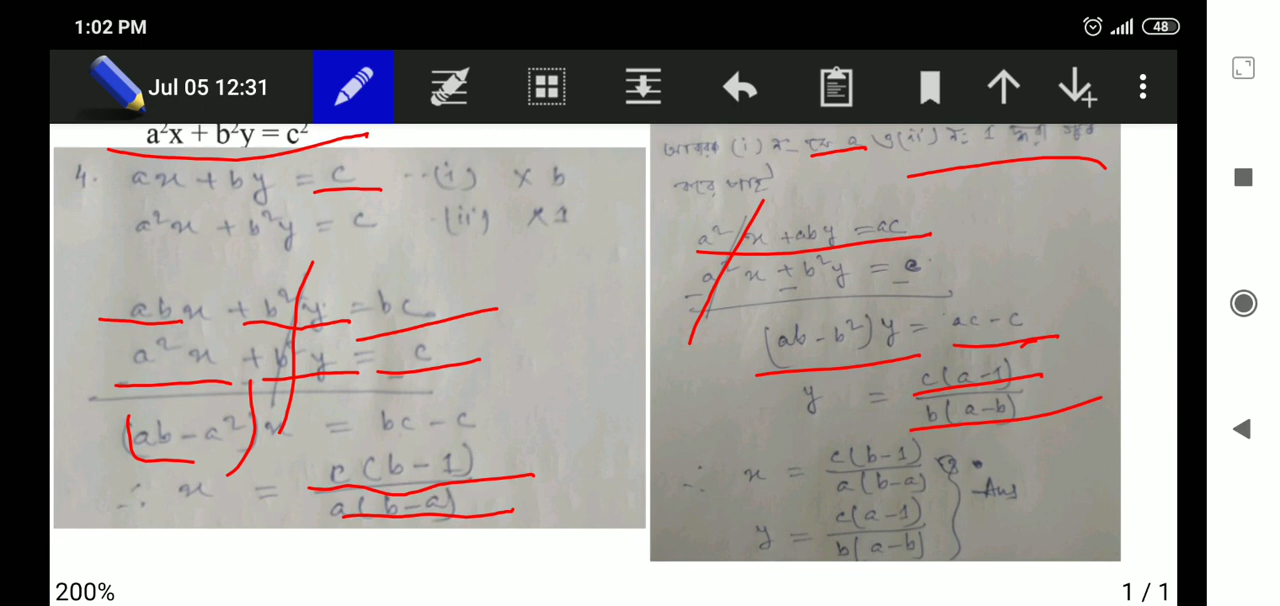 1:02 PM
48
Jul 05 12:31
a²x + b²y = c²
4. ax + by = c --(i) × b
a²x + b²y = c -(ii) × 1
abx + b²y = bc
a²x + b²y = c
(ab - a²)x = bc - c
∴ x = c(b-1)/a(b-a)
(i) নং কে a ও (ii) নং 1
করে পাই
a²x + aby = ac
a²x + b²y = c
(ab - b²)y = ac - c
y = c(a-1)/b(a-b)
∴ x = c(b-1)/a(b-a)
y = c(a-1)/b(a-b)
Ans
200%
1 / 1